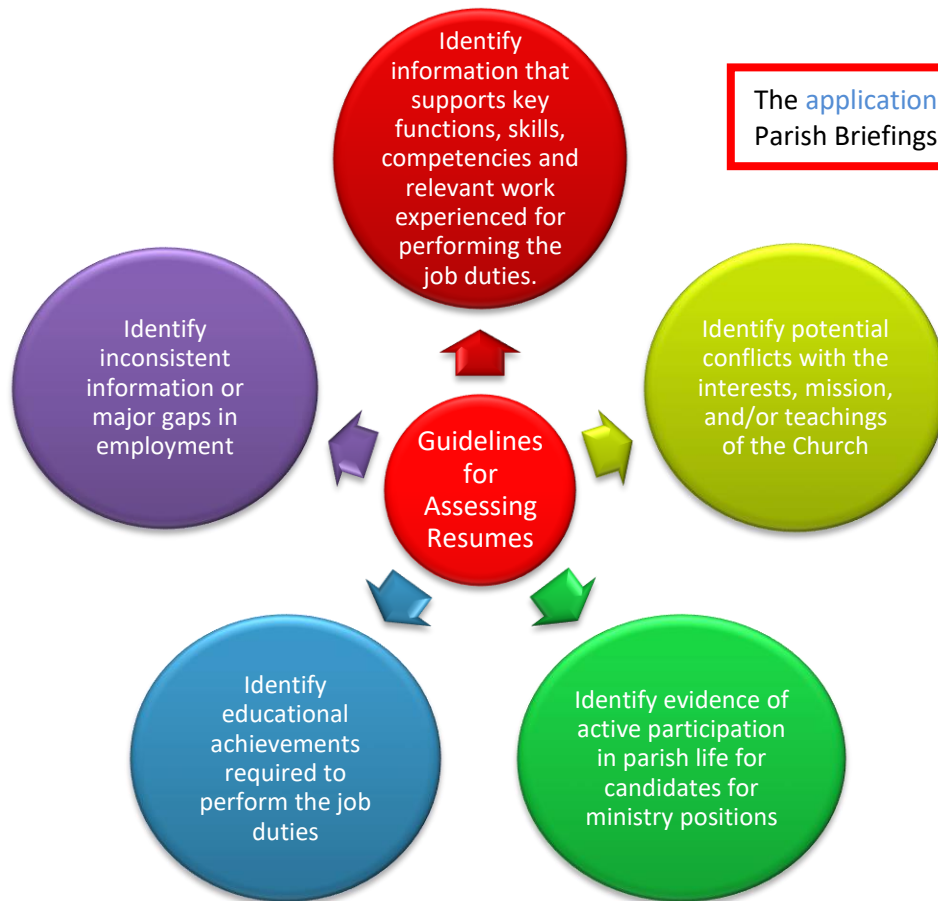 Identify
information that
supports key
functions, skills,
competencies and
relevant work
experienced for
performing the
job duties.
The application
Parish Briefings
Identify
inconsistent
information or
major gaps in
employment
Identify potential
conflicts with the
interests, mission,
and/or teachings
of the Church
Guidelines
for
Assessing
Resumes
Identify
educational
achievements
required to
perform the job
duties
Identify evidence of
active participation
in parish life for
candidates for
ministry positions